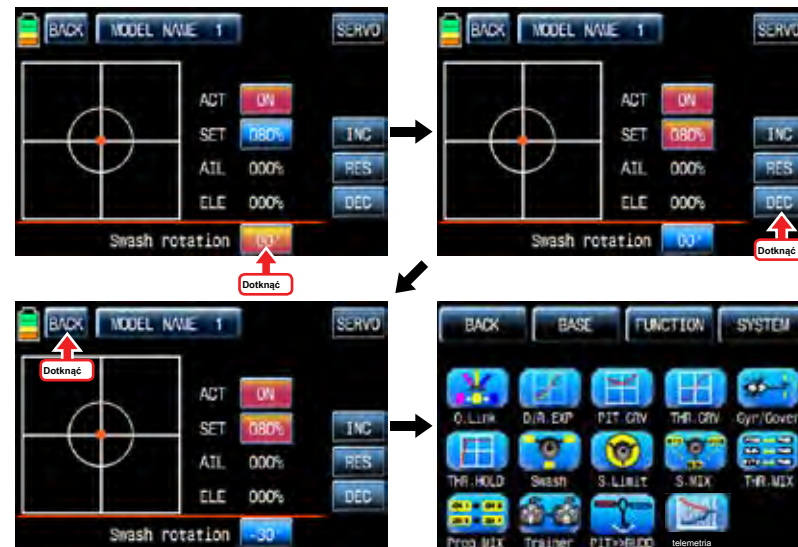 BACK MODEL NAME 1 SERVO
ACT ON
SET 080% INC
AIL 000% RES
ELE 000% DEC
Swash rotation 00°
Dotknąć
BACK MODEL NAME 1 SERVO
ACT ON
SET 080% INC
AIL 000% RES
ELE 000% DEC
Swash rotation 00°
Dotknąć
BACK MODEL NAME 1 SERVO
Dotknąć
ACT ON
SET 080% INC
AIL 000% RES
ELE 000% DEC
Swash rotation -30
BACK BASE FUNCTION SYSTEM
O.Link D/R.EXP PIT CRV THR.CRV Gyr/Gover
THR.HOLD Swash S.Limit S.MIX THR.MIX
Prog.MIX Trainer PIT>>RUDD telemetria